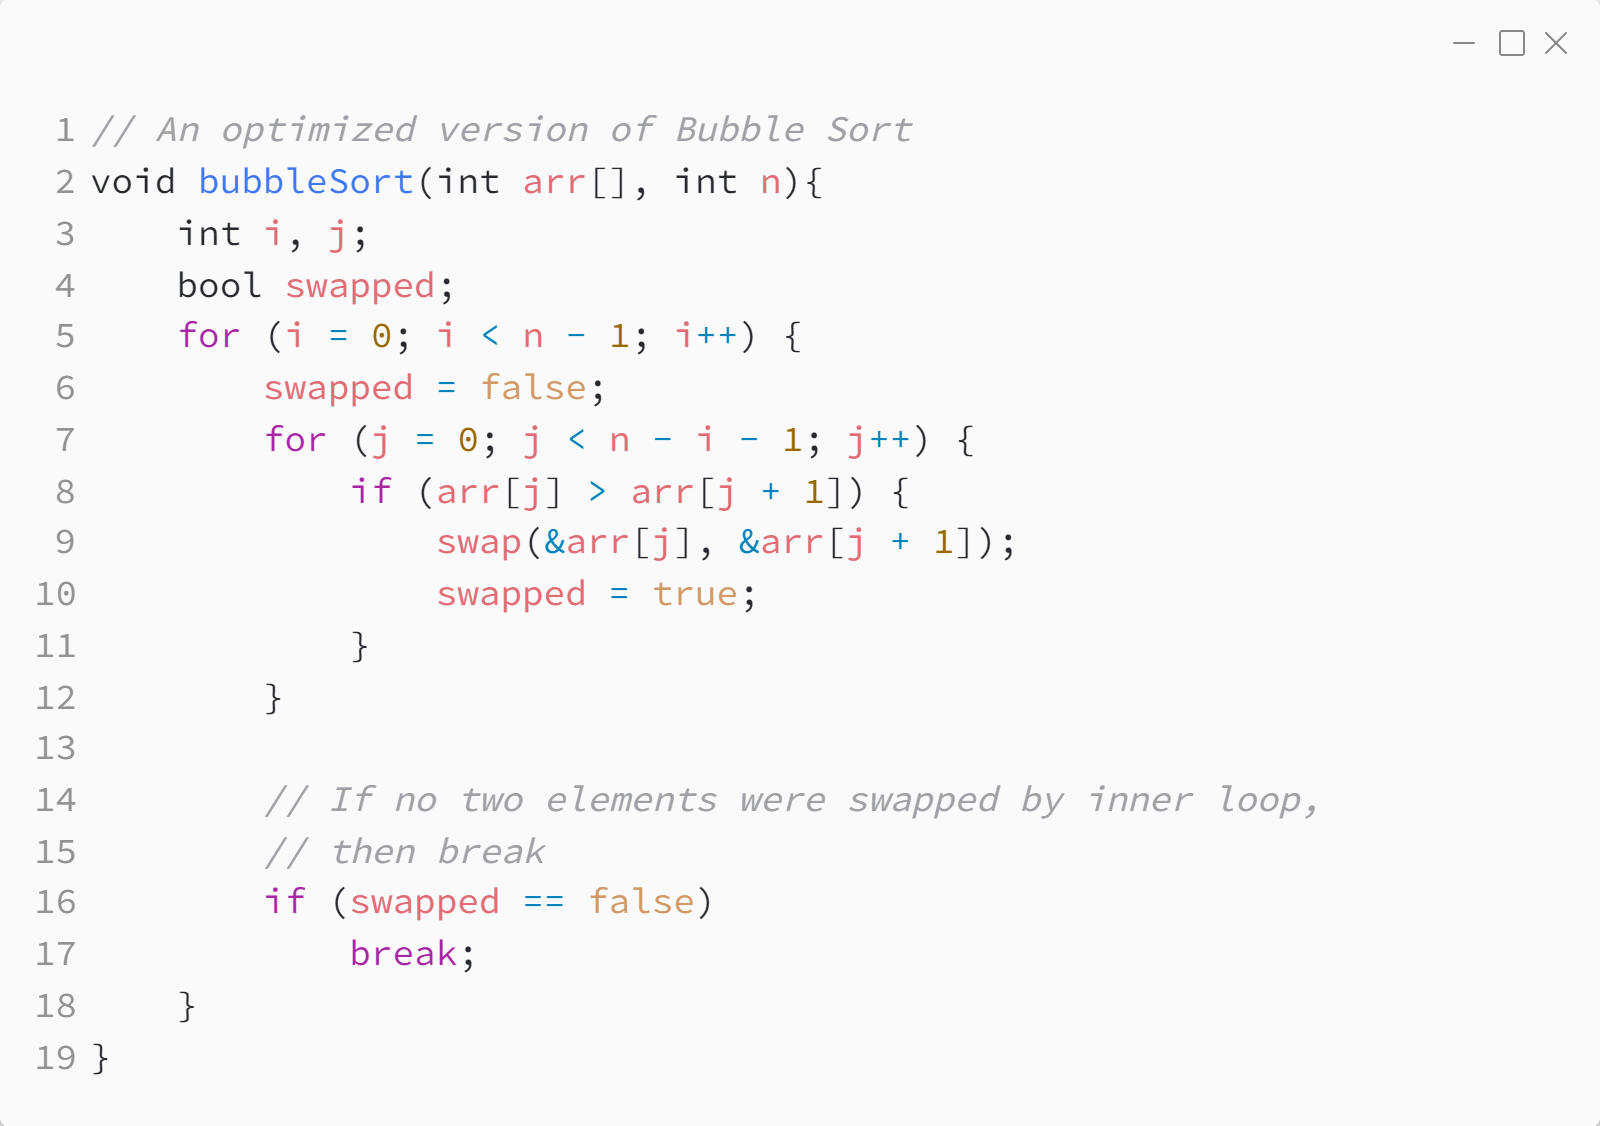 1 // An optimized version of Bubble Sort
2 void bubbleSort(int arr[], int n){
3     int i, j;
4     bool swapped;
5     for (i = 0; i < n - 1; i++) {
6         swapped = false;
7         for (j = 0; j < n - i - 1; j++) {
8             if (arr[j] > arr[j + 1]) {
9                 swap(&arr[j], &arr[j + 1]);
10                 swapped = true;
11             }
12         }
13
14         // If no two elements were swapped by inner loop,
15         // then break
16         if (swapped == false)
17             break;
18     }
19 }